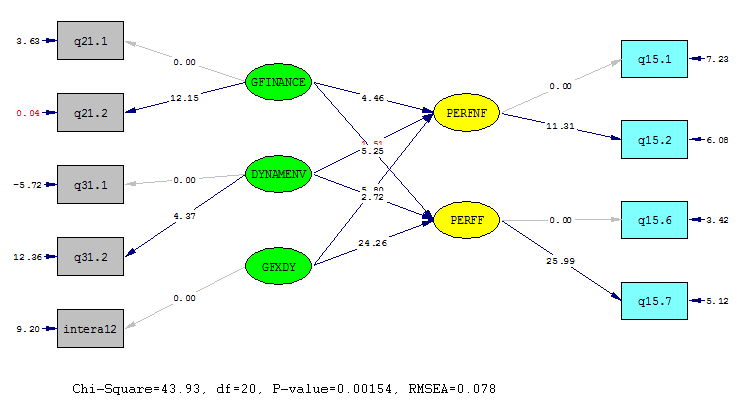 3.63 q21.1 0.00
0.04 q21.2 12.15
-5.72 q31.1 0.00
12.36 q31.2 4.37
9.20 intera12 0.00
GFINANCE
DYNAMENV
GFXDY
4.46
5.25
2.72
24.26
PERFNF
PERFF
0.00 q15.1 7.23
11.31 q15.2 6.08
0.00 q15.6 3.42
25.99 q15.7 5.12
Chi-Square=43.93, df=20, P-value=0.00154, RMSEA=0.078